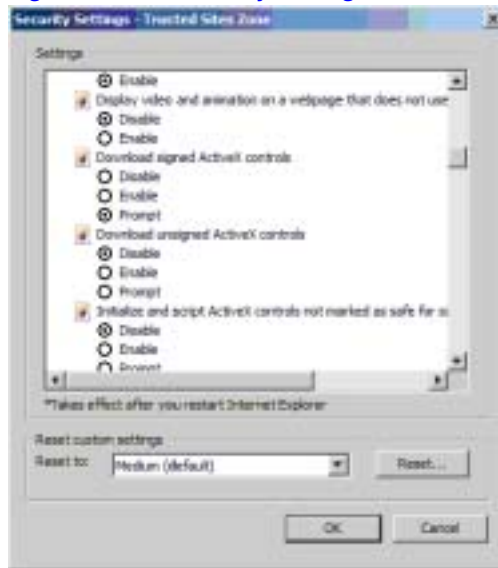 Security Settings - Trusted Sites Zone
Settings
Enable
Display video and animation on a webpage that does not use
Disable
Enable
Download signed ActiveX controls
Disable
Enable
Prompt
Download unsigned ActiveX controls
Disable
Enable
Prompt
Initialize and script ActiveX controls not marked as safe for sc
Disable
Enable
Prompt
*Takes effect after you restart Internet Explorer
Reset custom settings
Reset to:
Medium (default)
Reset...
OK
Cancel